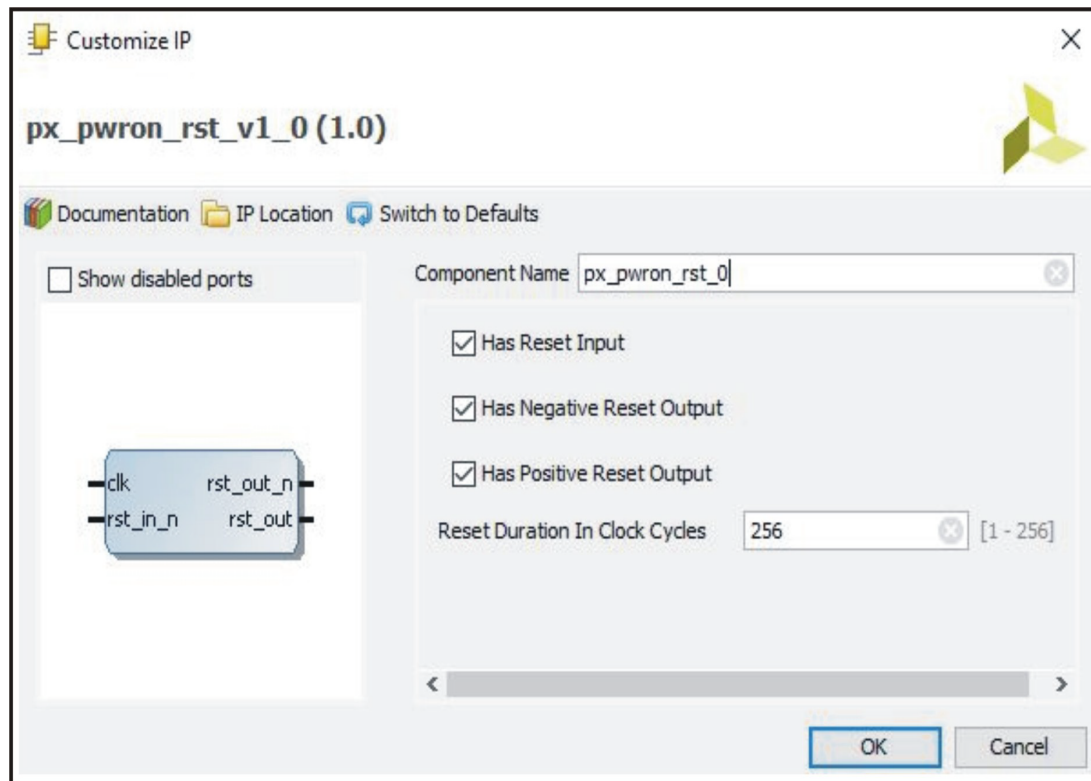 Customize IP
px_pwron_rst_v1_0 (1.0)
Documentation IP Location Switch to Defaults
Show disabled ports
Component Name px_pwron_rst_0
Has Reset Input
Has Negative Reset Output
Has Positive Reset Output
Reset Duration In Clock Cycles 256 [1 - 256]
clk rst_out_n
rst_in_n rst_out
OK Cancel